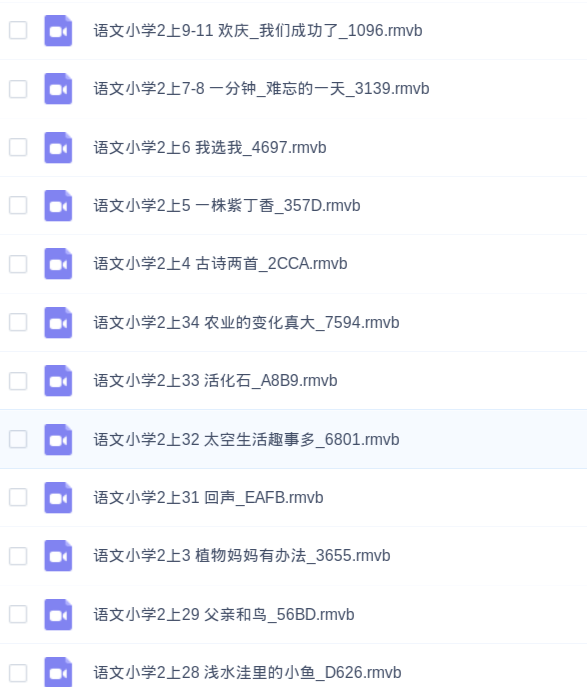 语文小学2上9-11 欢庆_我们成功了_1096.rmvb
语文小学2上7-8 一分钟_难忘的一天_3139.rmvb
语文小学2上6 我选我_4697.rmvb
语文小学2上5 一株紫丁香_357D.rmvb
语文小学2上4 古诗两首_2CCA.rmvb
语文小学2上34 农业的变化真大_7594.rmvb
语文小学2上33 活化石_A8B9.rmvb
语文小学2上32 太空生活趣事多_6801.rmvb
语文小学2上31 回声_EAFB.rmvb
语文小学2上3 植物妈妈有办法_3655.rmvb
语文小学2上29 父亲和鸟_56BD.rmvb
语文小学2上28 浅水洼里的小鱼_D626.rmvb